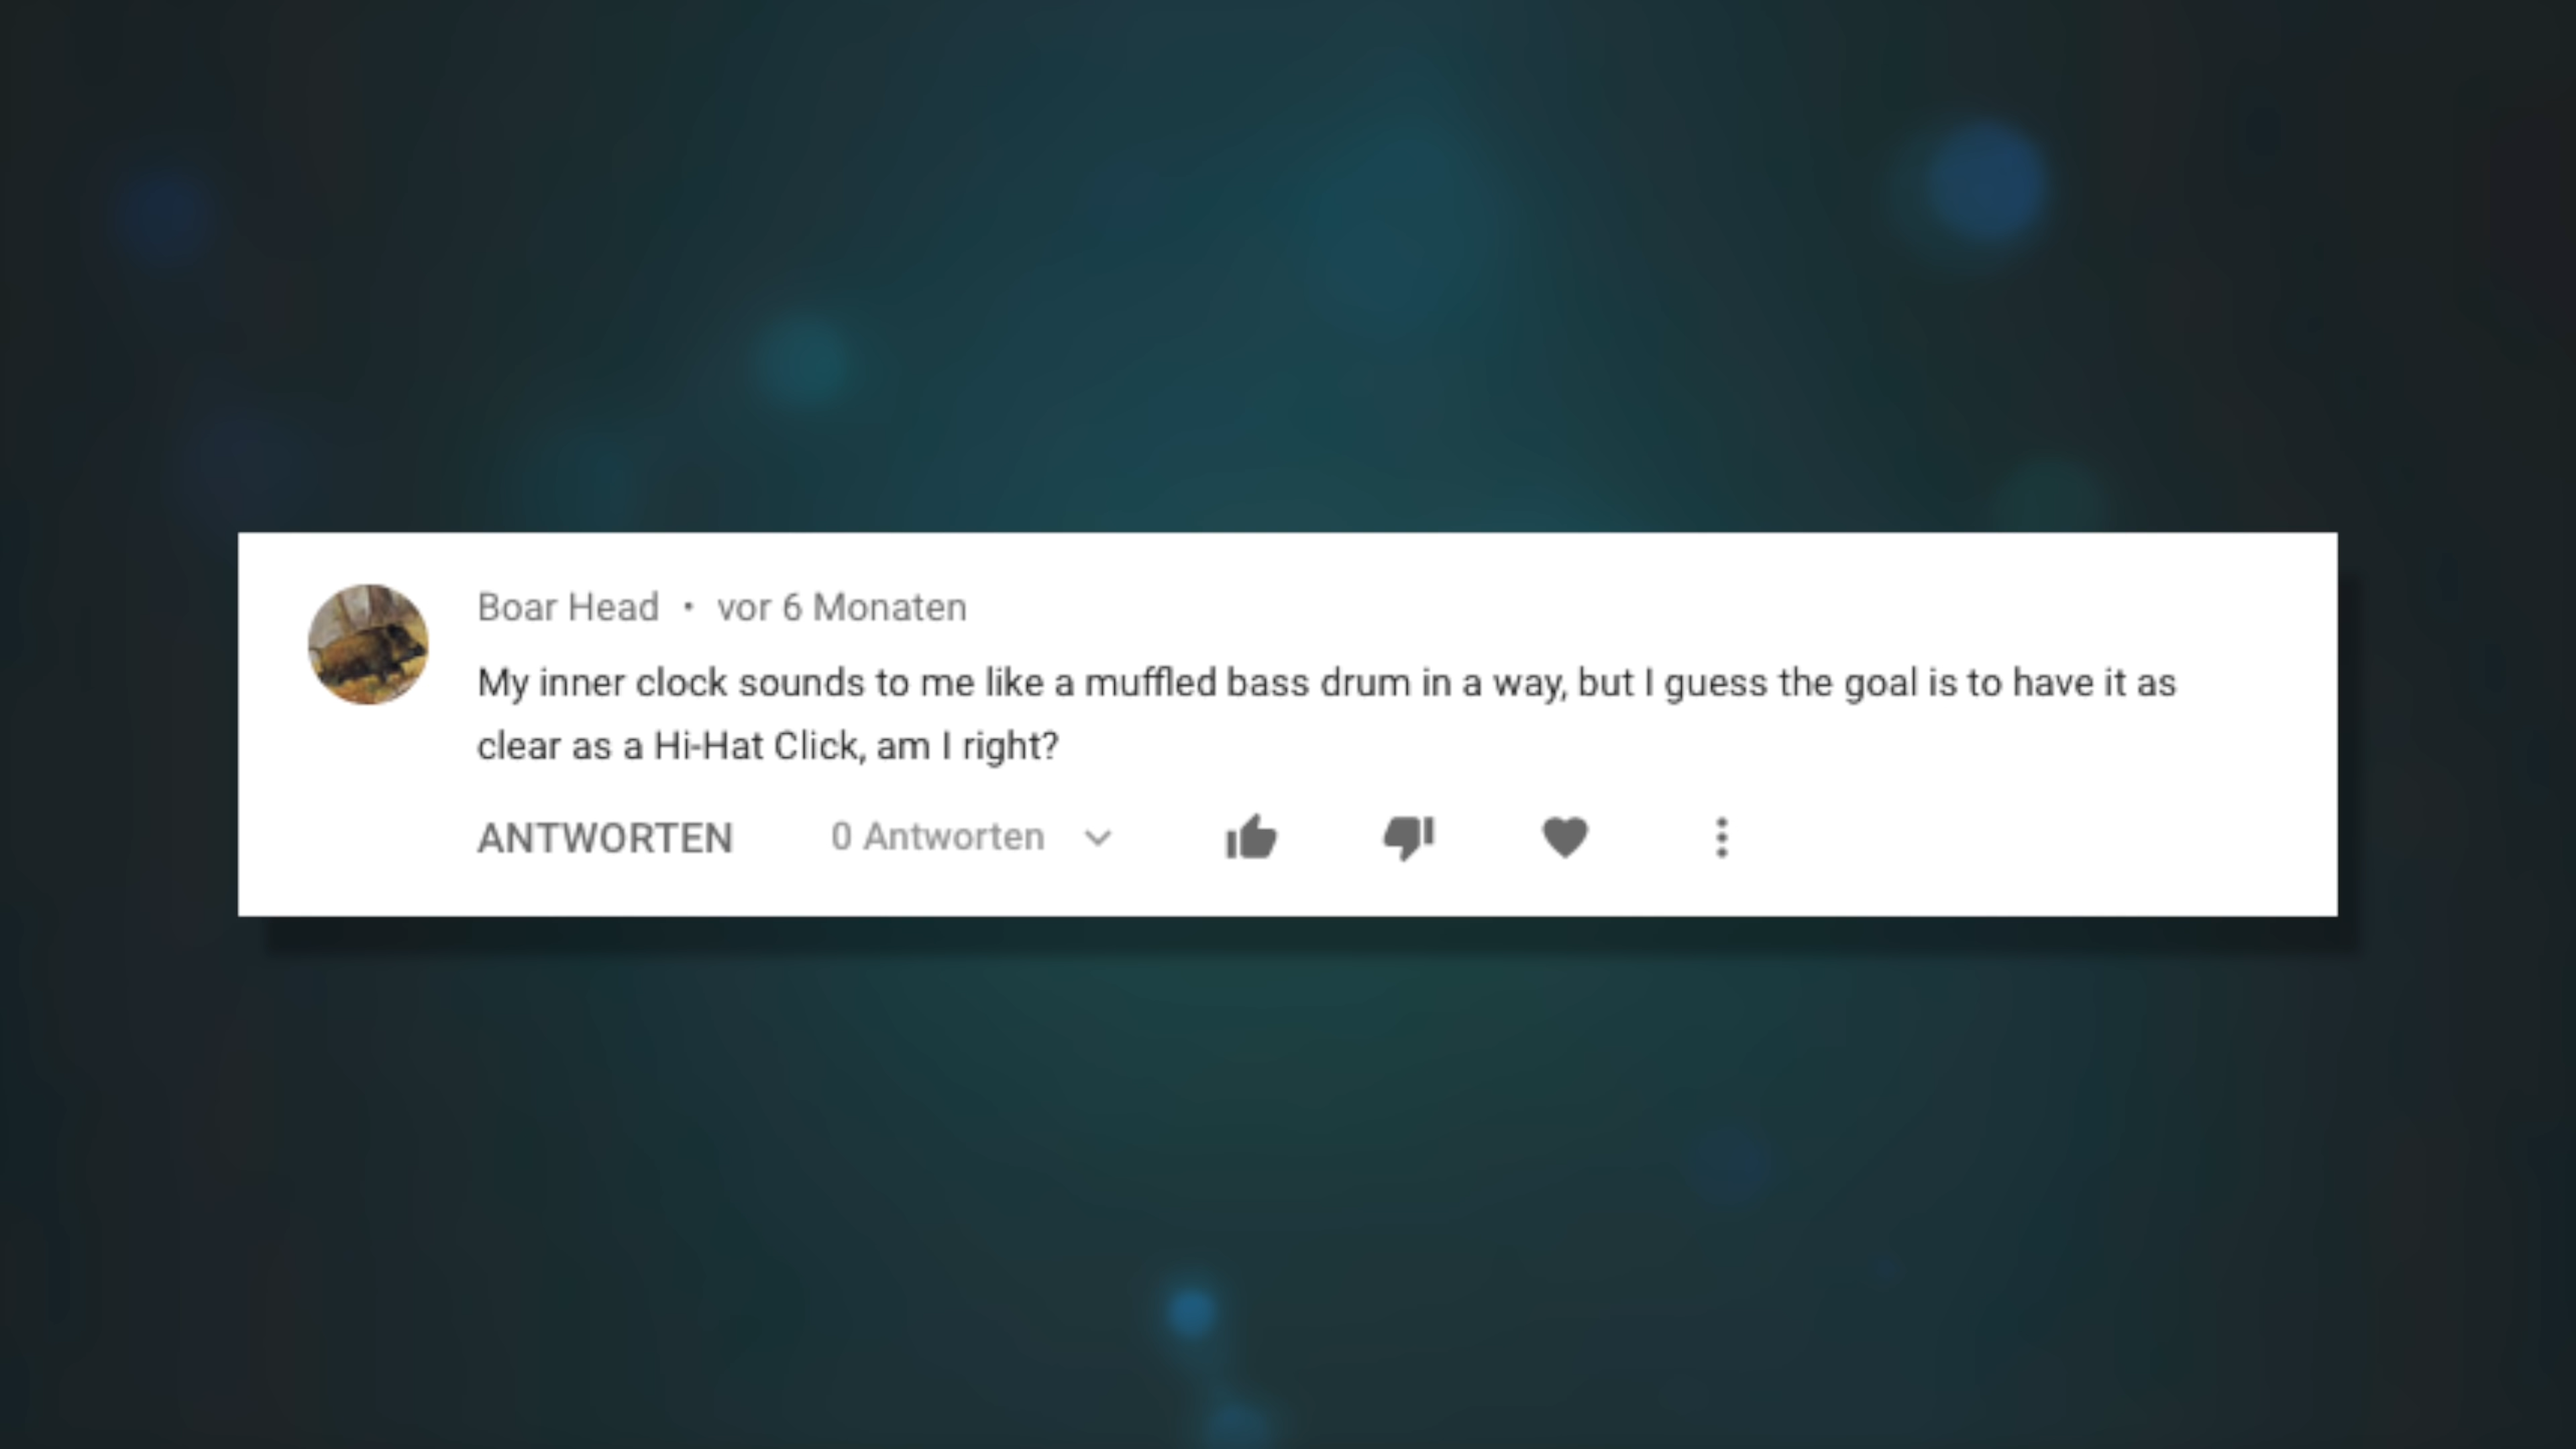 Boar Head • vor 6 Monaten
My inner clock sounds to me like a muffled bass drum in a way, but I guess the goal is to have it as
clear as a Hi-Hat Click, am I right?
ANTWORTEN 0 Antworten